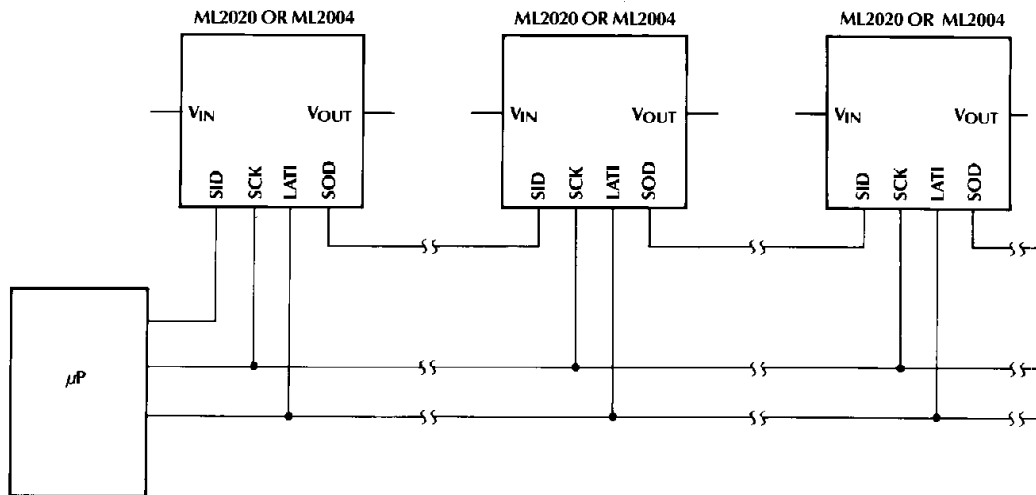 ML2020 OR ML2004
ML2020 OR ML2004
ML2020 OR ML2004
VIN
VOUT
VIN
VOUT
VIN
VOUT
SID
SCK
LATI
SOD
SID
SCK
LATI
SOD
SID
SCK
LATI
SOD
μP